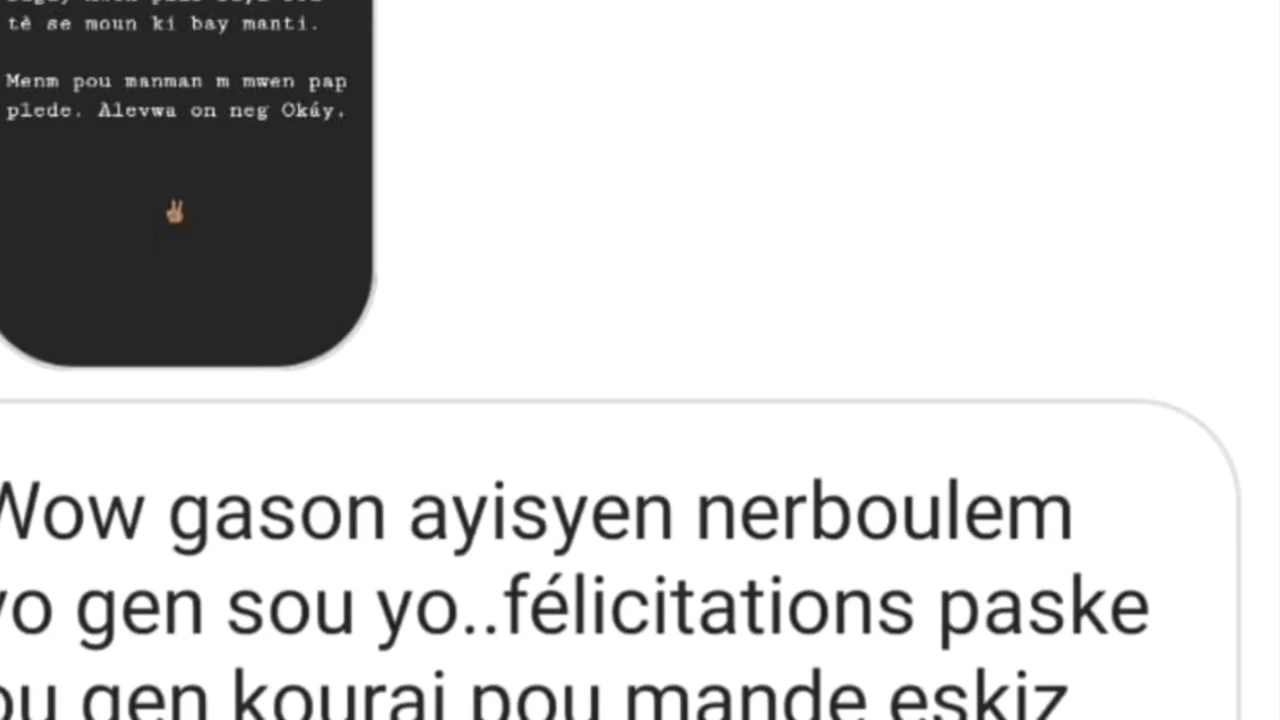 tè se moun ki bay manti.
Menm pou manman m mwen pap
plede. Alevwa on neg Okáy.
✌🏽
Wow gason ayisyen nerboulem
yo gen sou yo..félicitations paske
ou gen kouraj pou mande eskiz